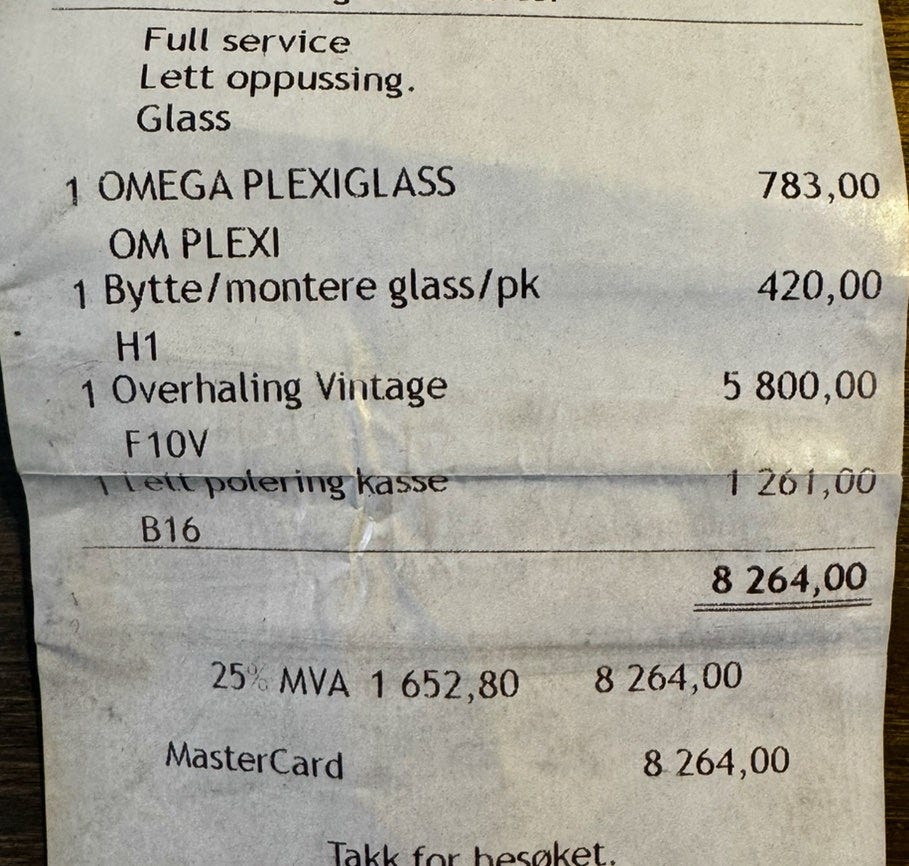 Full service
Lett oppussing.
Glass
1 OMEGA PLEXIGLASS 783,00
OM PLEXI
1 Bytte/montere glass/pk 420,00
H1
1 Overhaling Vintage 5 800,00
F10V
1 Lett polering kasse 1 261,00
B16
8 264,00
25% MVA 1 652,80 8 264,00
MasterCard 8 264,00
Takk for besøket.